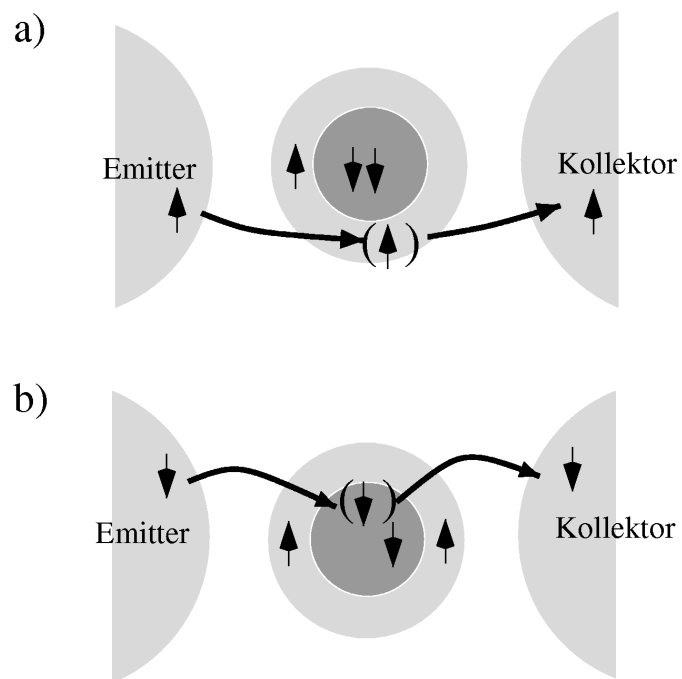 a)
Emitter
Kollektor
( )
b)
( )
Emitter
Kollektor